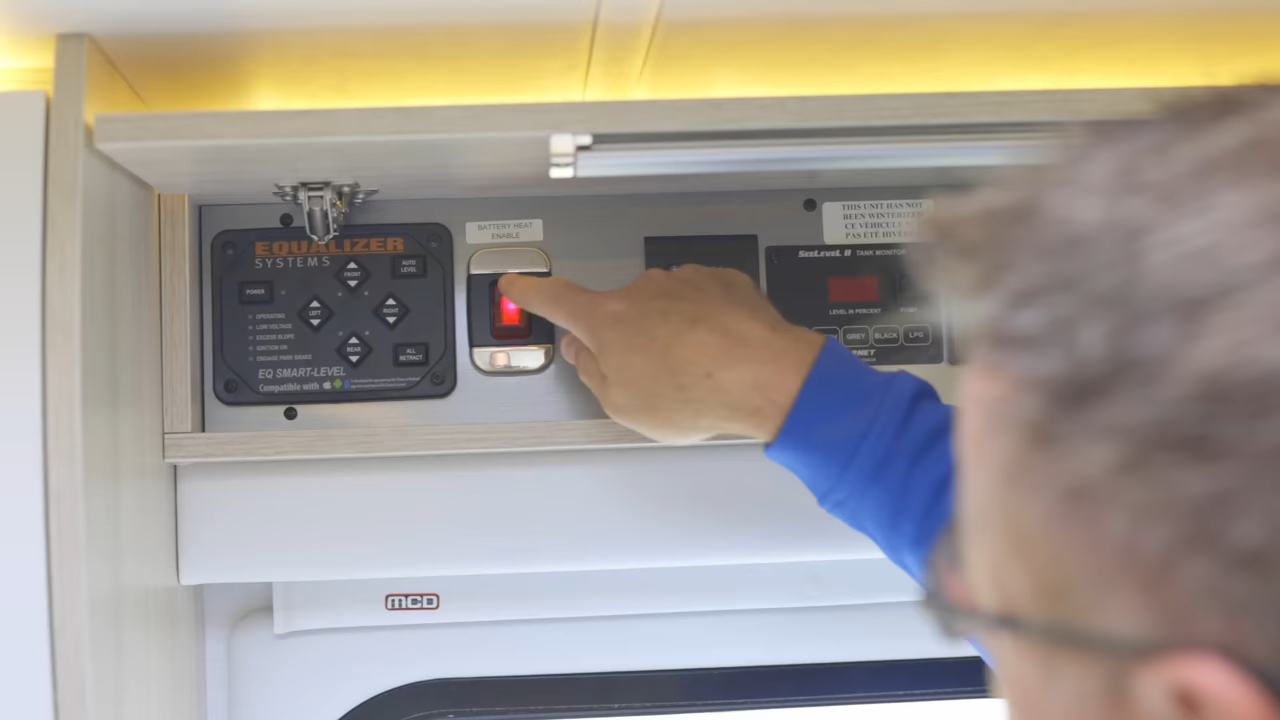 EQUALIZER
SYSTEMS
FRONT
AUTO
LEVEL
POWER
LEFT
RIGHT
OPERATING
LOW VOLTAGE
EXCESS SLOPE
IGNITION ON
ENGAGE PARK BRAKE
REAR
ALL
RETRACT
EQ SMART-LEVEL
Compatible with
BATTERY HEAT
ENABLE
THIS UNIT HAS NOT
BEEN WINTERIZE
CE VÉHICULE
PAS ÉTÉ HIVE
SeeLeveL II TANK MONITOR
LEVEL IN PERCENT
GREY
BLACK
LPG
MCD